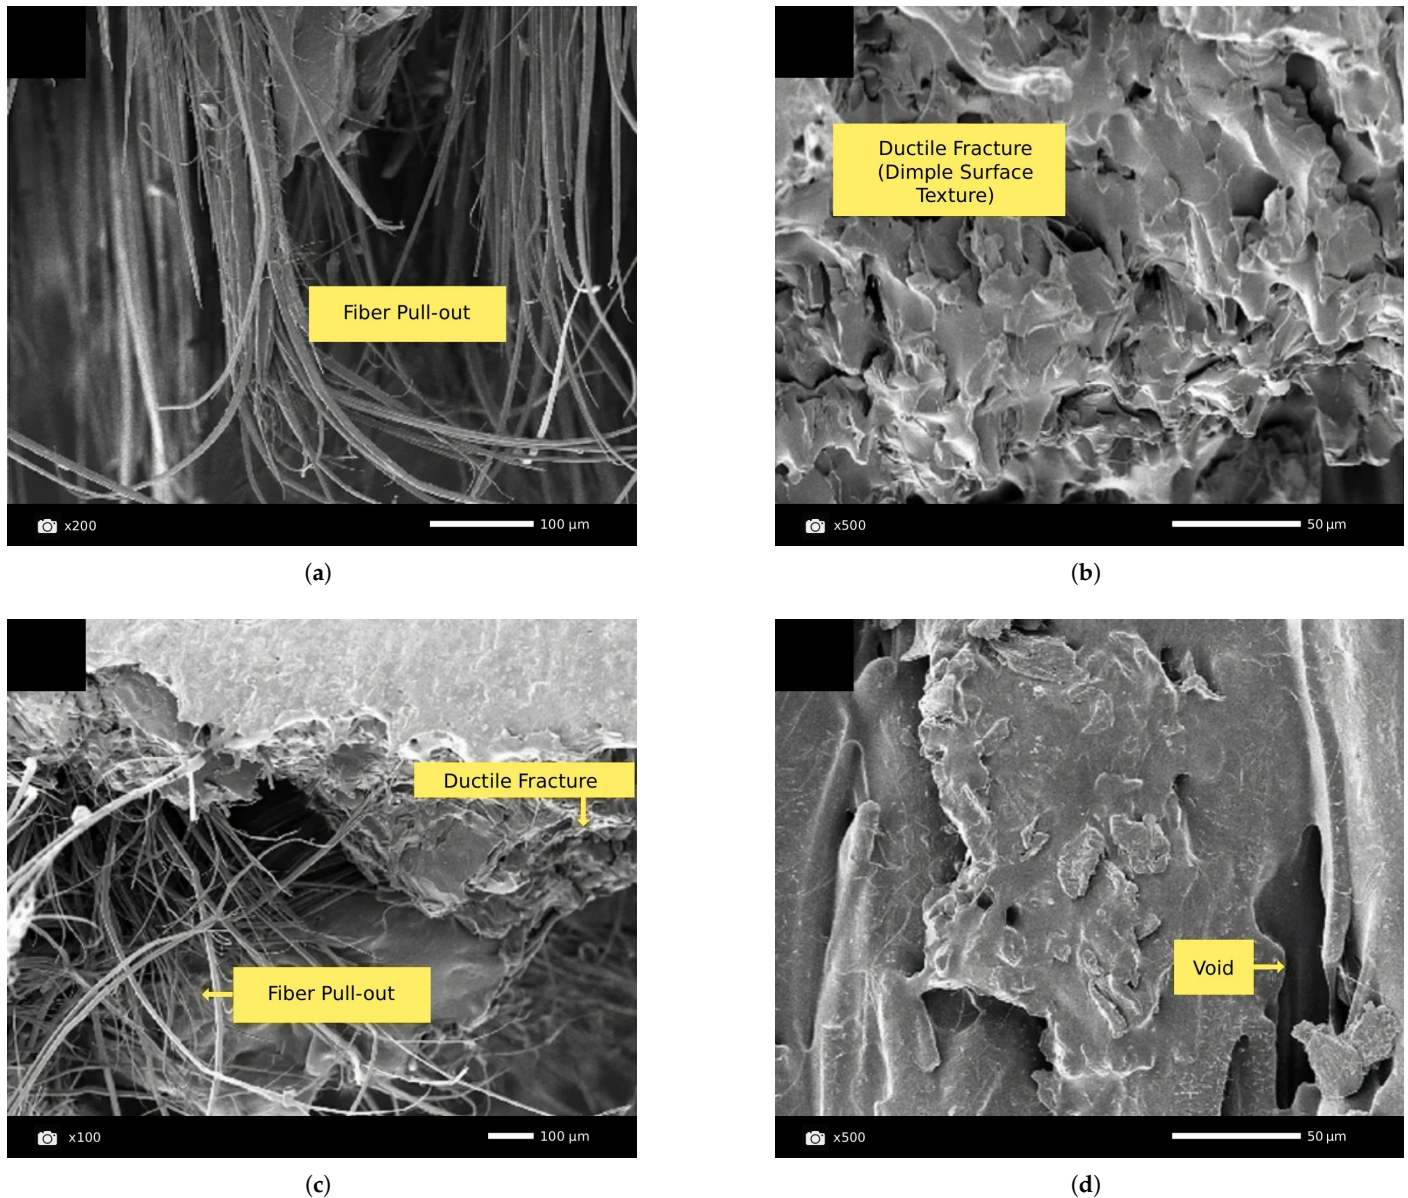 Fiber Pull-out
x200
100 µm
(a)
Ductile Fracture
(Dimple Surface
Texture)
x500
50 µm
(b)
Ductile Fracture
Fiber Pull-out
x100
100 µm
(c)
Void
x500
50 µm
(d)